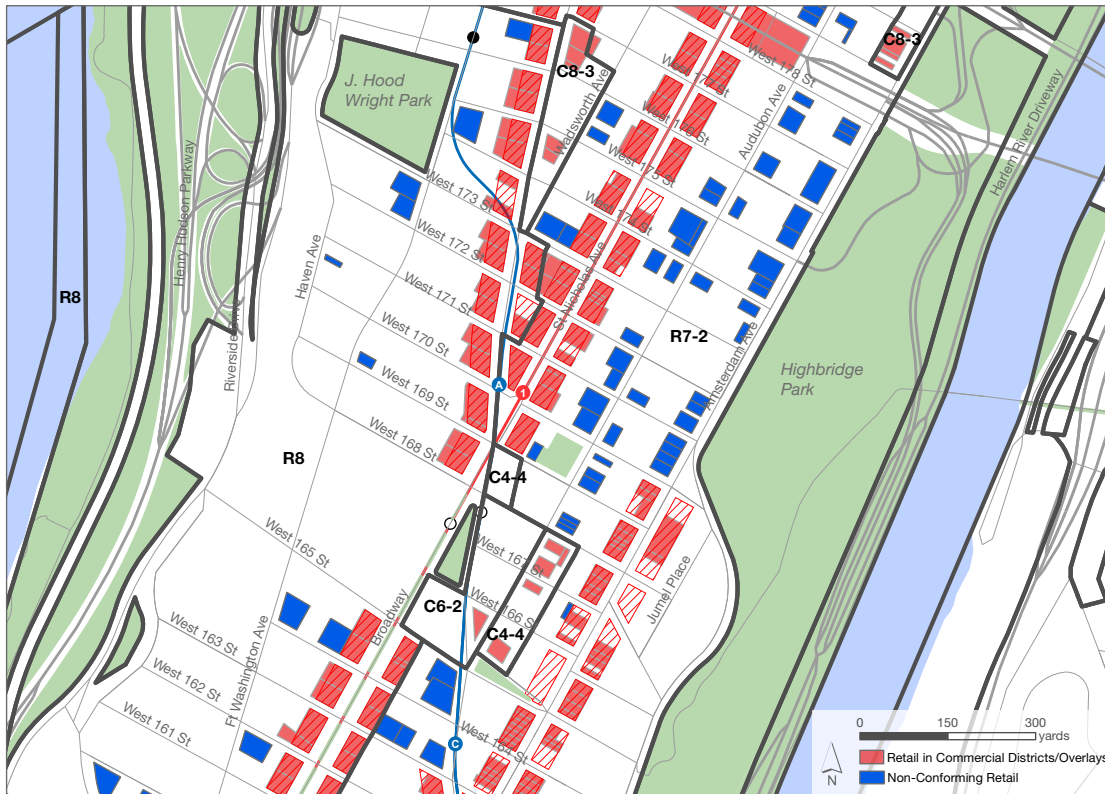 C8-3
C8-3
J. Hood
Wright Park
Wadsworth Ave
West 177 St
West 178 St
West 176 St
West 175 St
West 174 St
Audubon Ave
Harlem River Driveway
Henry Hudson Parkway
West 173 St
West 172 St
West 171 St
West 170 St
West 169 St
West 168 St
Haven Ave
Riverside Drive
St Nicholas Ave
R8
R7-2
Amsterdam Ave
Highbridge
Park
A
1
R8
C4-4
West 167 St
West 166 S
West 165 St
Jumel Place
C6-2
C4-4
Broadway
West 163 St
West 162 St
West 161 St
Ft Washington Ave
West 164 St
C
0 150 300
yards
N
Retail in Commercial Districts/Overlays
Non-Conforming Retail